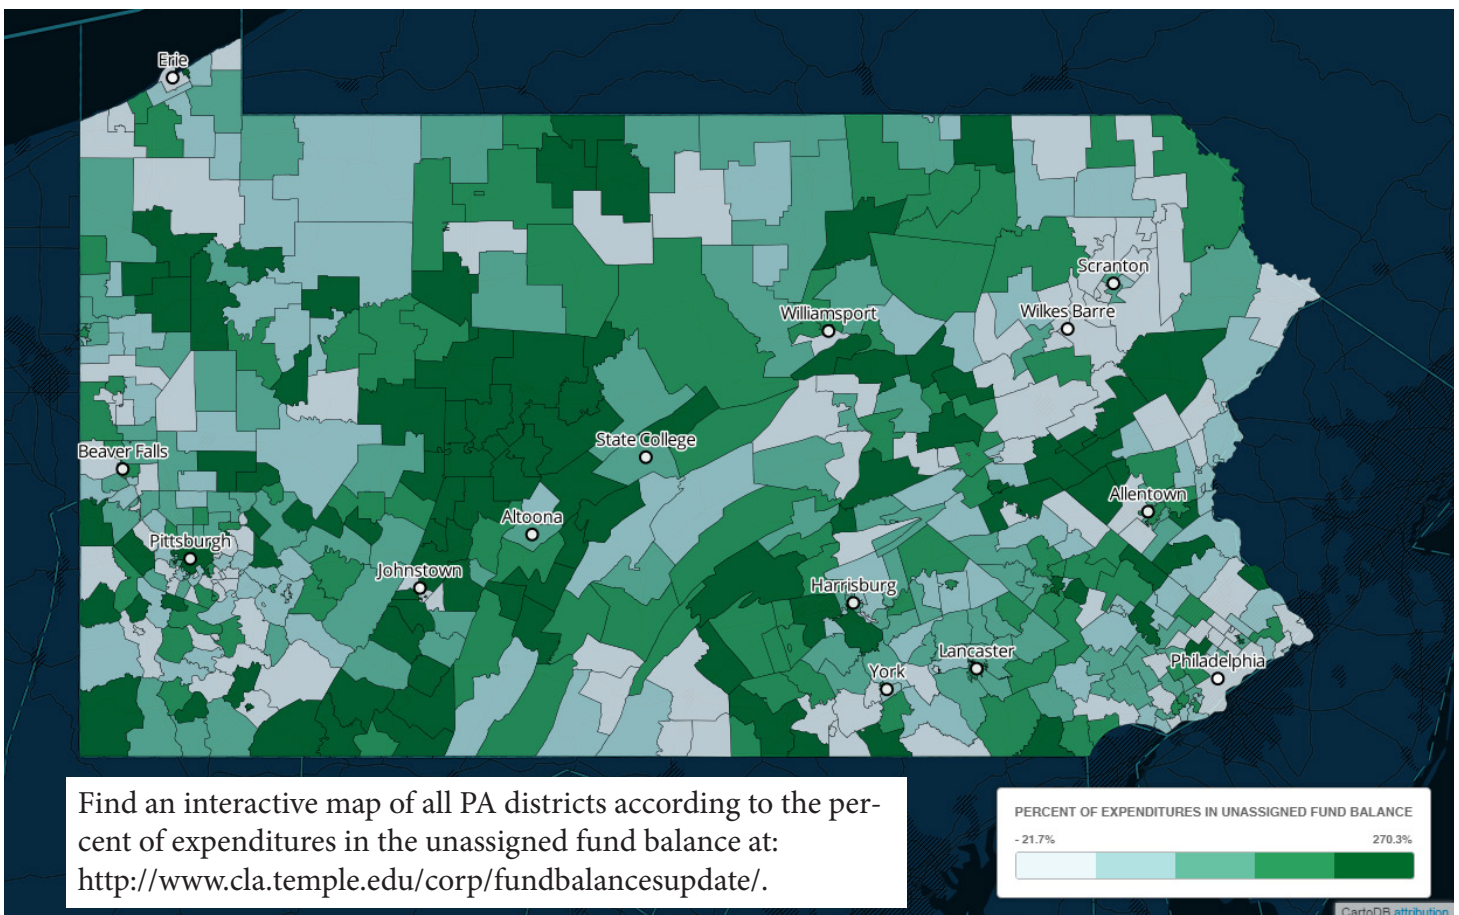 Erie
Scranton
Williamsport
Wilkes Barre
State College
Beaver Falls
Allentown
Altoona
Pittsburgh
Johnstown
Harrisburg
Lancaster
Philadelphia
York
Find an interactive map of all PA districts according to the per-
cent of expenditures in the unassigned fund balance at:
http://www.cla.temple.edu/corp/fundbalancesupdate/.
PERCENT OF EXPENDITURES IN UNASSIGNED FUND BALANCE
- 21.7% 270.3%
CartoDB attribution